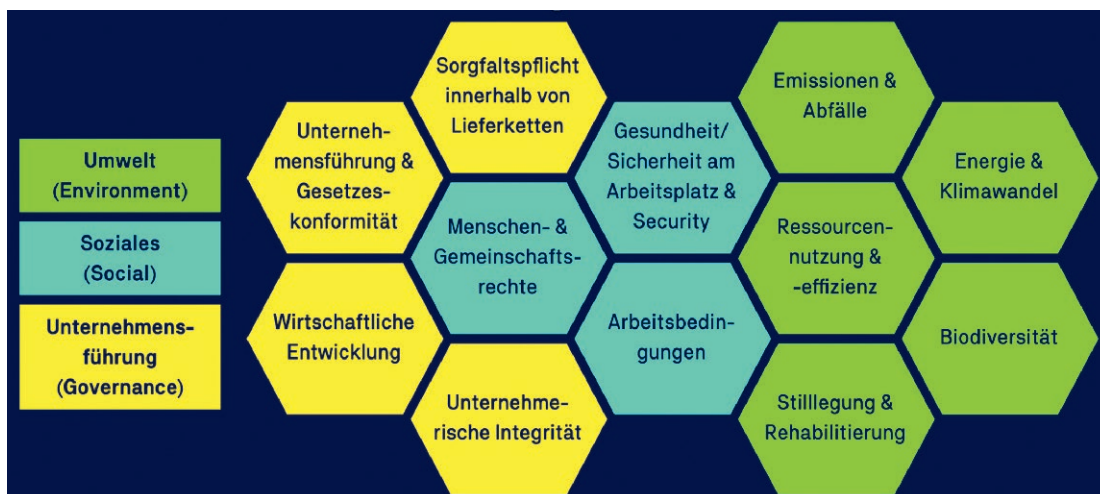 Umwelt
(Environment)
Soziales
(Social)
Unternehmens-
führung
(Governance)
Unterneh-
mensführung &
Gesetzes-
konformität
Wirtschaftliche
Entwicklung
Sorgfaltspflicht
innerhalb von
Lieferketten
Menschen- &
Gemeinschafts-
rechte
Unternehme-
rische Integrität
Gesundheit/
Sicherheit am
Arbeitsplatz &
Security
Arbeitsbedin-
gungen
Emissionen &
Abfälle
Ressourcen-
nutzung &
-effizienz
Stilllegung &
Rehabilitierung
Energie &
Klimawandel
Biodiversität